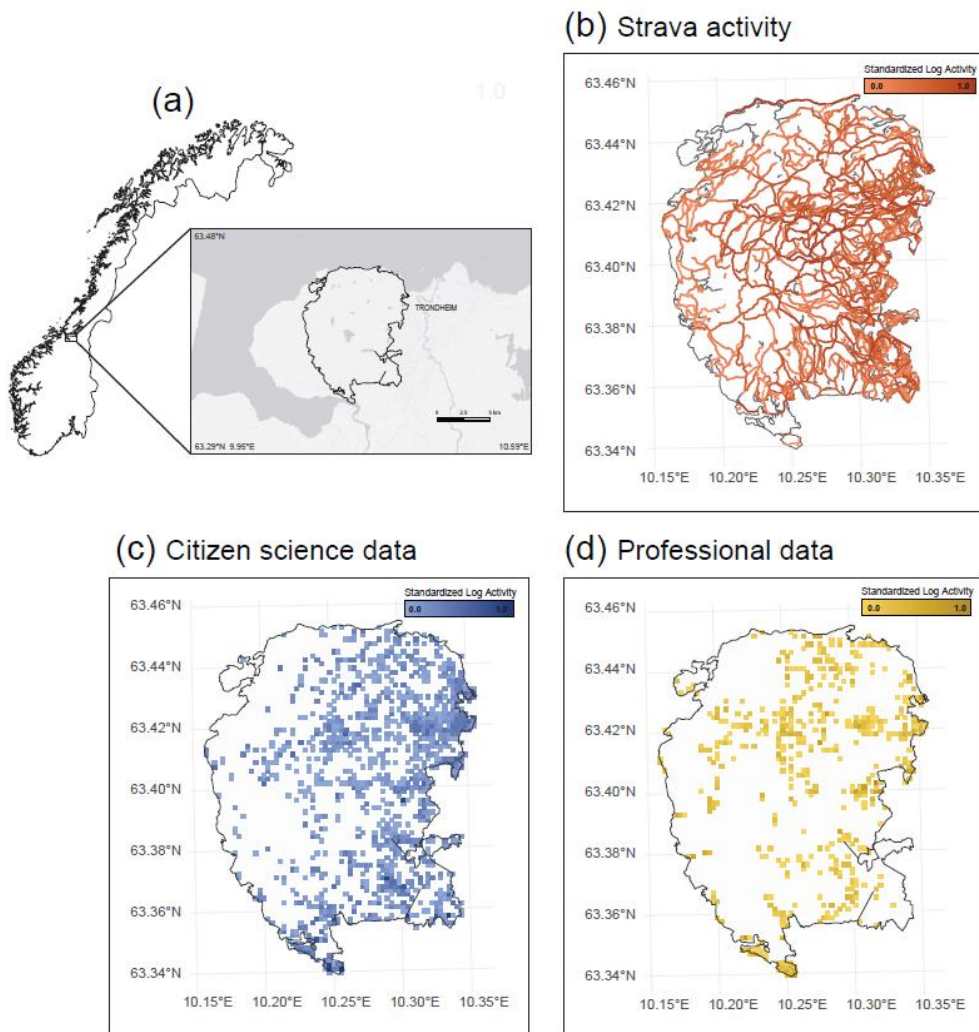 (a)
1.0
63.48°N
TRONDHEIM
0 2.5 5 km
63.29°N 9.96°E 10.59°E
(b) Strava activity
Standardized Log Activity
0.0 1.0
63.46°N
63.44°N
63.42°N
63.40°N
63.38°N
63.36°N
63.34°N
10.15°E 10.20°E 10.25°E 10.30°E 10.35°E
(c) Citizen science data
Standardized Log Activity
0.0 1.0
63.46°N
63.44°N
63.42°N
63.40°N
63.38°N
63.36°N
63.34°N
10.15°E 10.20°E 10.25°E 10.30°E 10.35°E
(d) Professional data
Standardized Log Activity
0.0 1.0
63.46°N
63.44°N
63.42°N
63.40°N
63.38°N
63.36°N
63.34°N
10.15°E 10.20°E 10.25°E 10.30°E 10.35°E